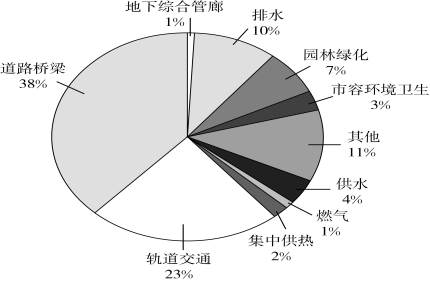 地下综合管廊
1%
排水
10%
园林绿化
7%
市容环境卫生
3%
其他
11%
供水
4%
燃气
1%
集中供热
2%
轨道交通
23%
道路桥梁
38%